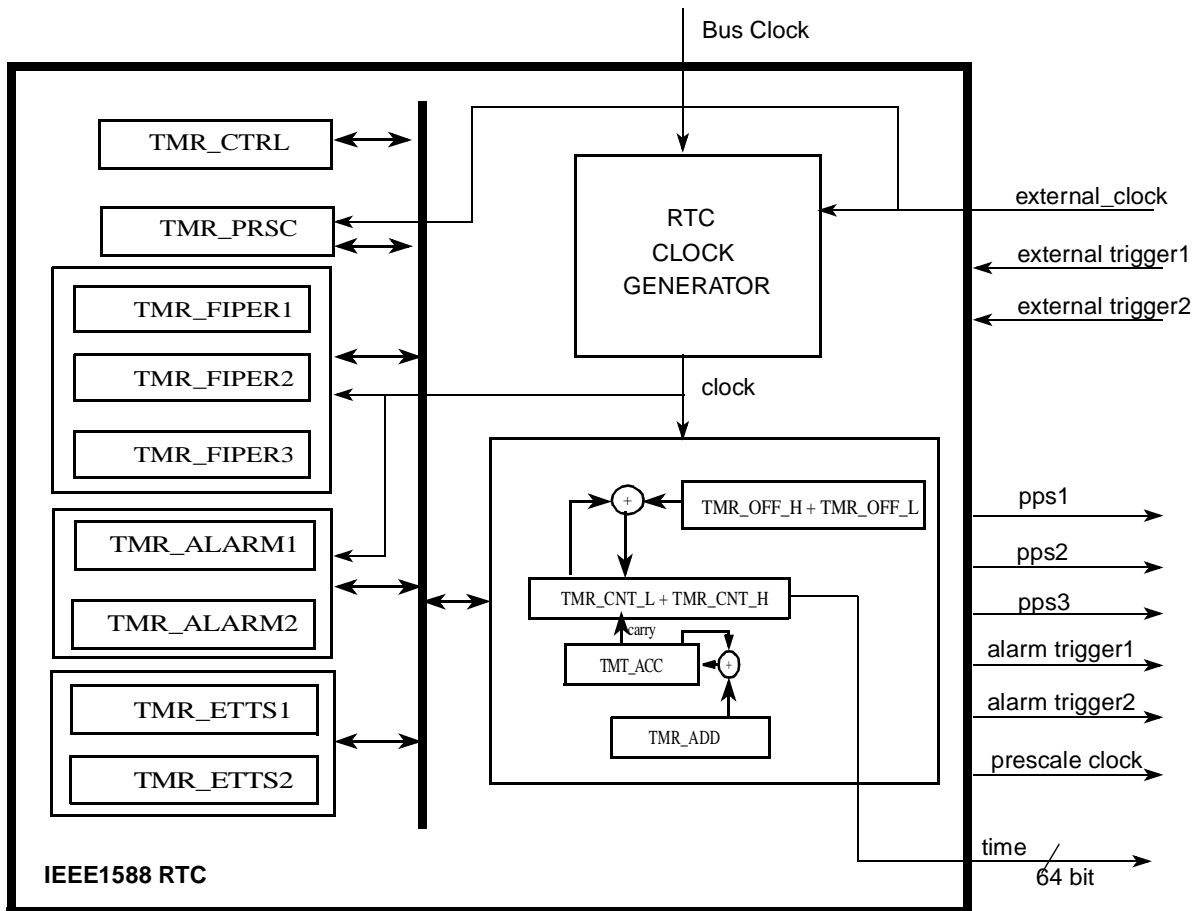 Bus Clock
TMR_CTRL
TMR_PRSC
TMR_FIPER1
TMR_FIPER2
TMR_FIPER3
TMR_ALARM1
TMR_ALARM2
TMR_ETTS1
TMR_ETTS2
IEEE1588 RTC
RTC
CLOCK
GENERATOR
clock
+
TMR_OFF_H + TMR_OFF_L
TMR_CNT_L + TMR_CNT_H
carry
TMT_ACC
+
TMR_ADD
external_clock
external trigger1
external trigger2
pps1
pps2
pps3
alarm trigger1
alarm trigger2
prescale clock
time
64 bit